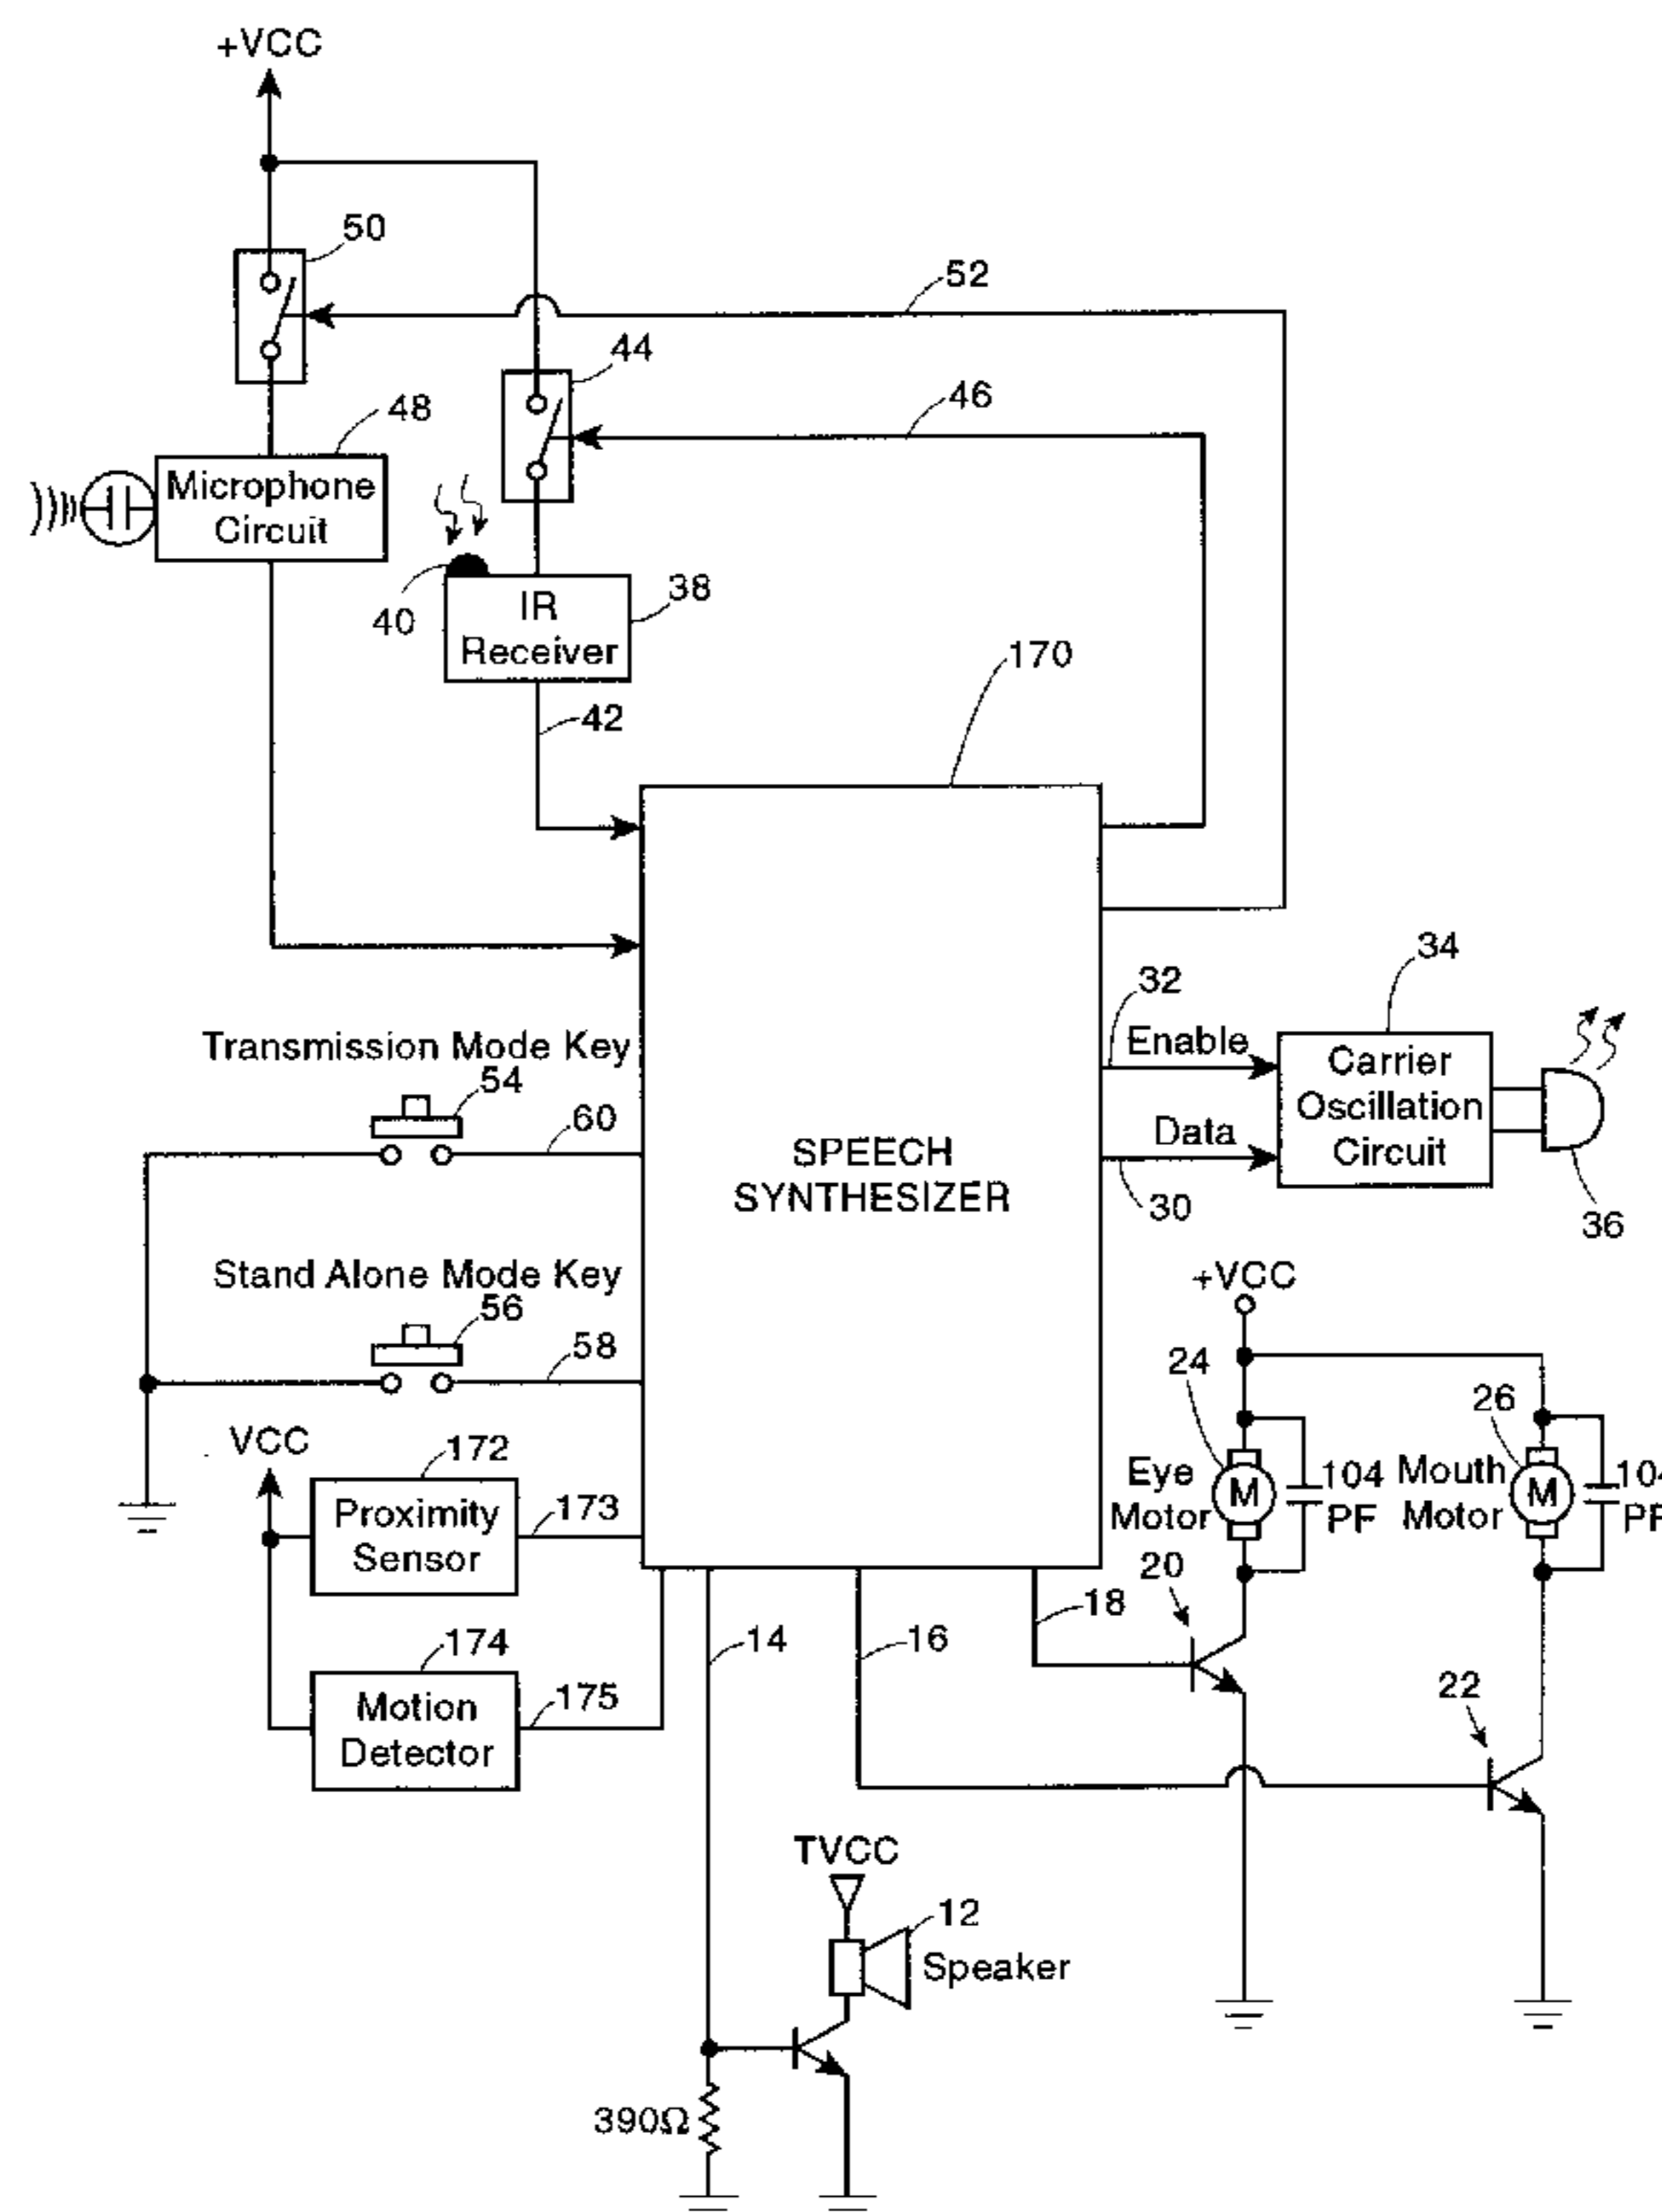 +VCC
50
52
44
46
48
Microphone
Circuit
40
IR
Receiver
38
42
170
34
32
Enable
Carrier
Oscillation
Circuit
Data
30
36
Transmission Mode Key
54
60
SPEECH
SYNTHESIZER
Stand Alone Mode Key
56
58
+VCC
24
26
Eye
Motor
M
104
PF
Mouth
Motor
M
104
PF
VCC
172
Proximity
Sensor
173
20
18
174
Motion
Detector
175
14
16
22
TVCC
12
Speaker
390Ω